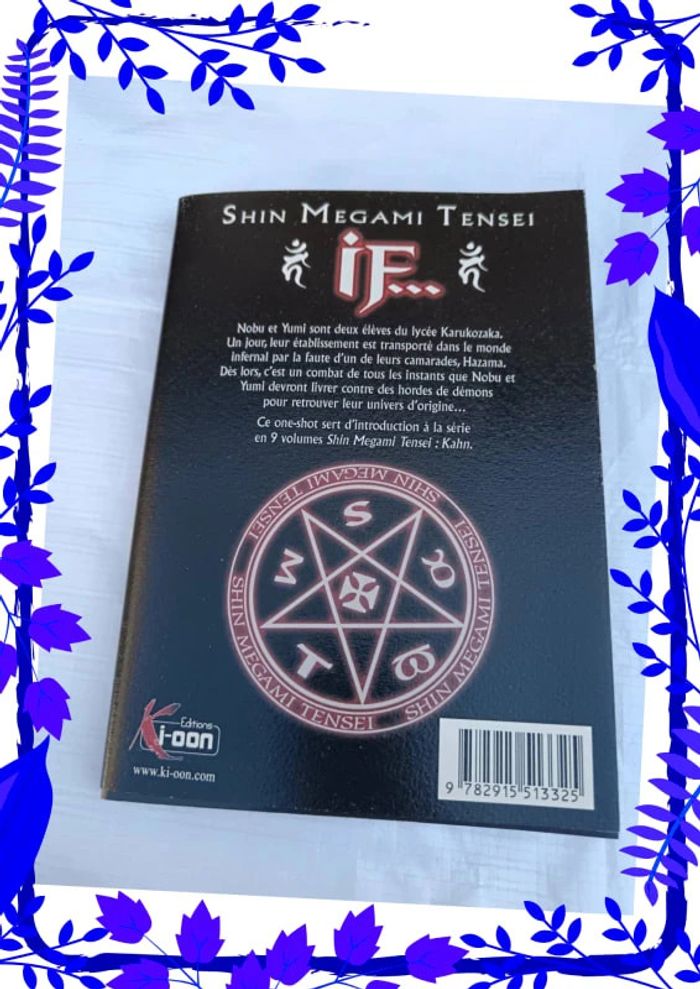 SHIN MEGAMI TENSEI
iF...
Nobu et Yumi sont deux élèves du lycée Karukozaka.
Un jour, leur établissement est transporté dans le monde
infernal par la faute d'un de leurs camarades, Hazama.
Dès lors, c'est un combat de tous les instants que Nobu et
Yumi devront livrer contre des hordes de démons
pour retrouver leur univers d'origine...
Ce one-shot sert d'introduction à la série
en 9 volumes Shin Megami Tensei : Kahn.
SHIN MEGAMI TENSEI
SHIN MEGAMI TENSEI
SHIN MEGAMI TENSEI
S
M
T
B
Editions
Ki-oon
www.ki-oon.com
9 782915 513325